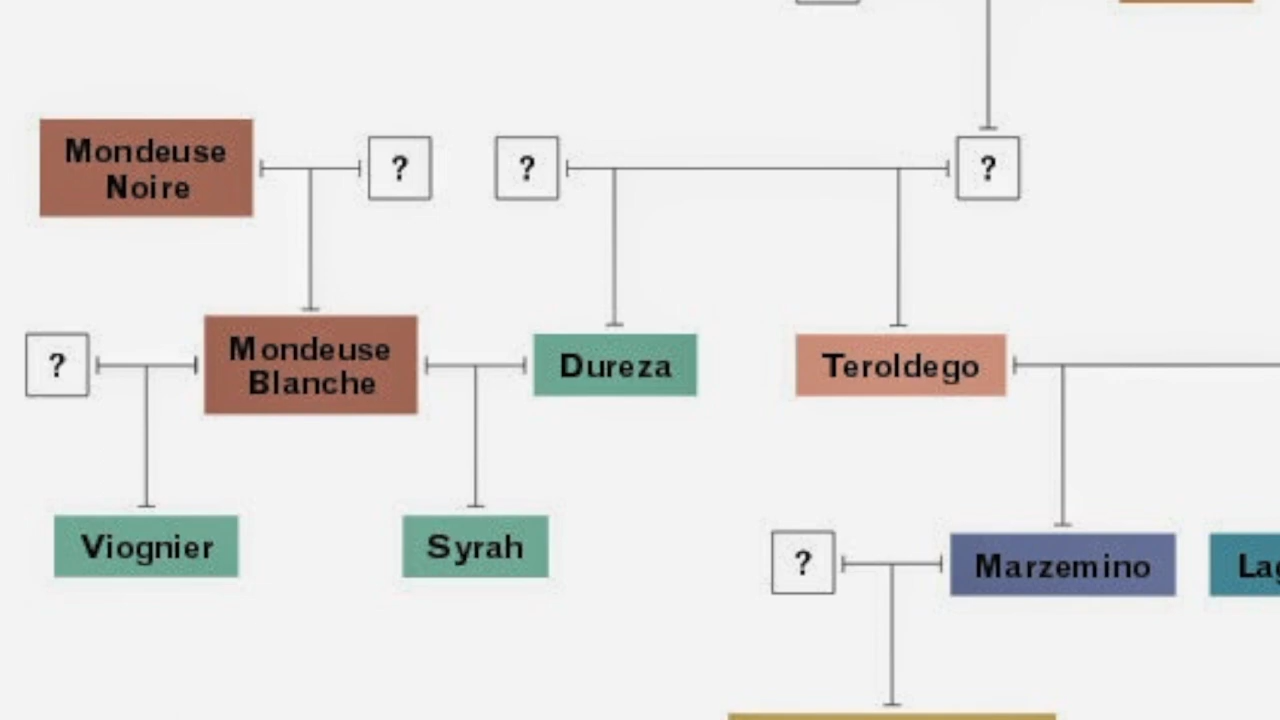 Mondeuse
Noire
?
?
?
?
Mondeuse
Blanche
Dureza
Teroldego
Viognier
Syrah
?
Marzemino